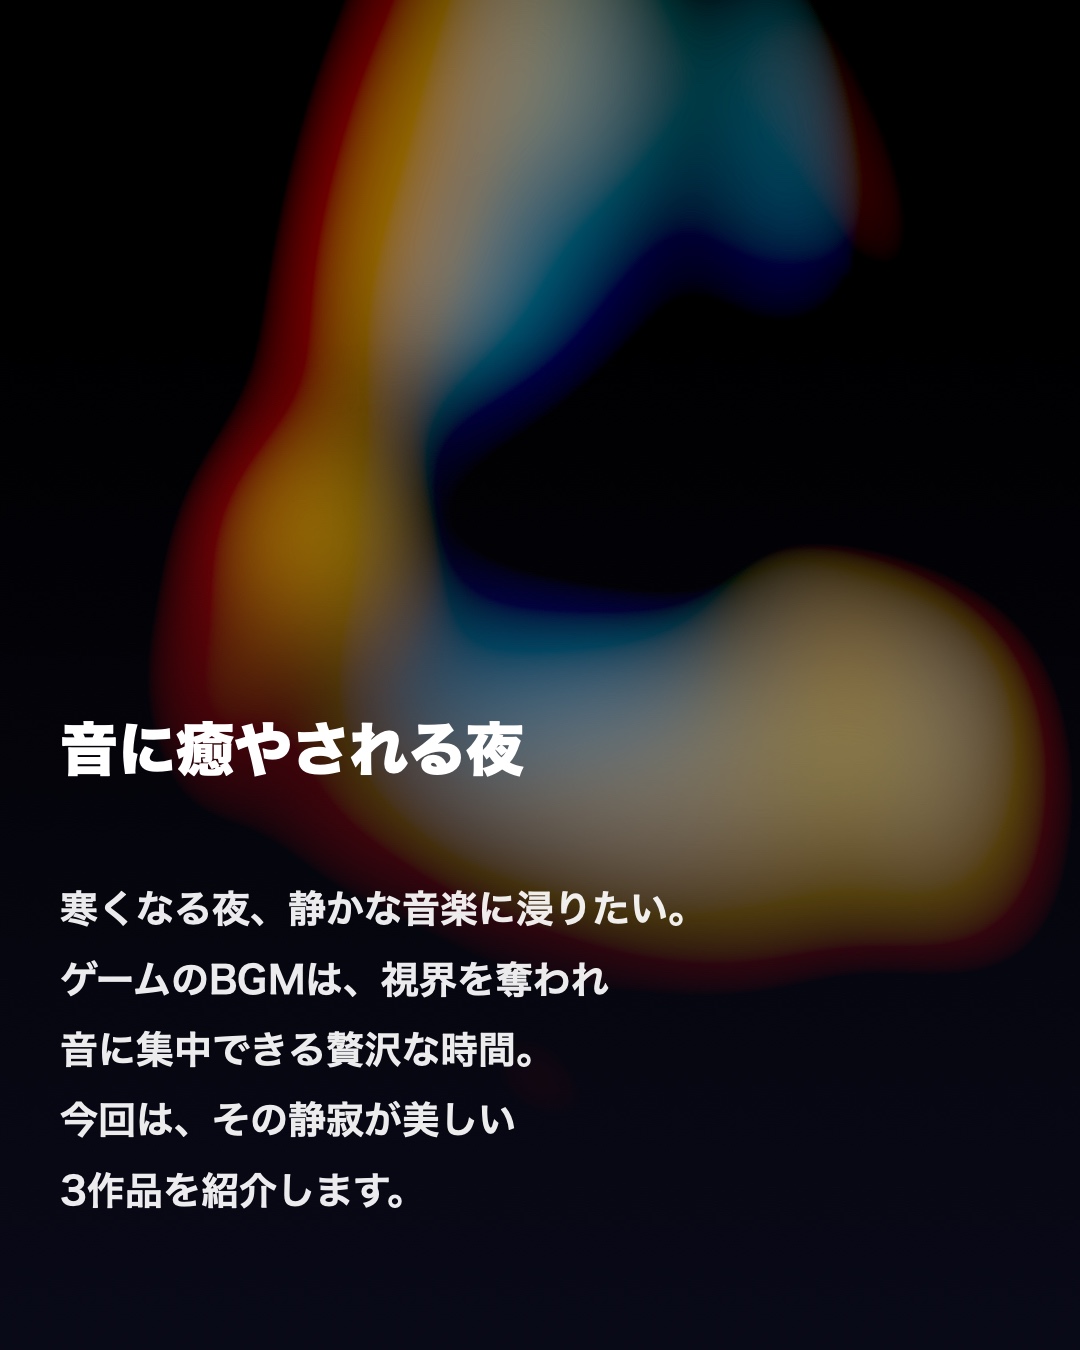 音に癒やされる夜
寒くなる夜、静かな音楽に浸りたい。
ゲームのBGMは、視界を奪われ
音に集中できる贅沢な時間。
今回は、その静寂が美しい
3作品を紹介します。